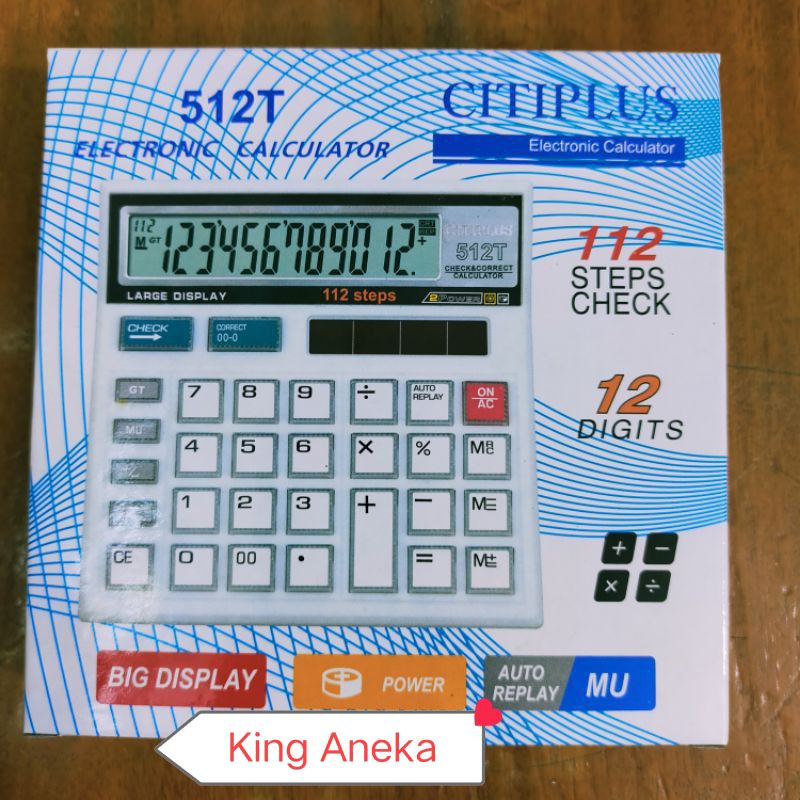 512T
ELECTRONIC CALCULATOR
CITIPLUS
Electronic Calculator
112
M GT
123456789012.
+
CITIPLUS
512T
CHECK&CORRECT
CALCULATOR
LARGE DISPLAY
112 steps
2POWER
112
STEPS
CHECK
CHECK
CORRECT
00-0
12
DIGITS
GT
7
8
9
÷
AUTO
REPLAY
ON
AC
MU
4
5
6
×
%
MRC
1
2
3
+
−
M−
CE
0
00
•
=
M+
+ −
× ÷
BIG DISPLAY
POWER
AUTO
REPLAY
MU
King Aneka